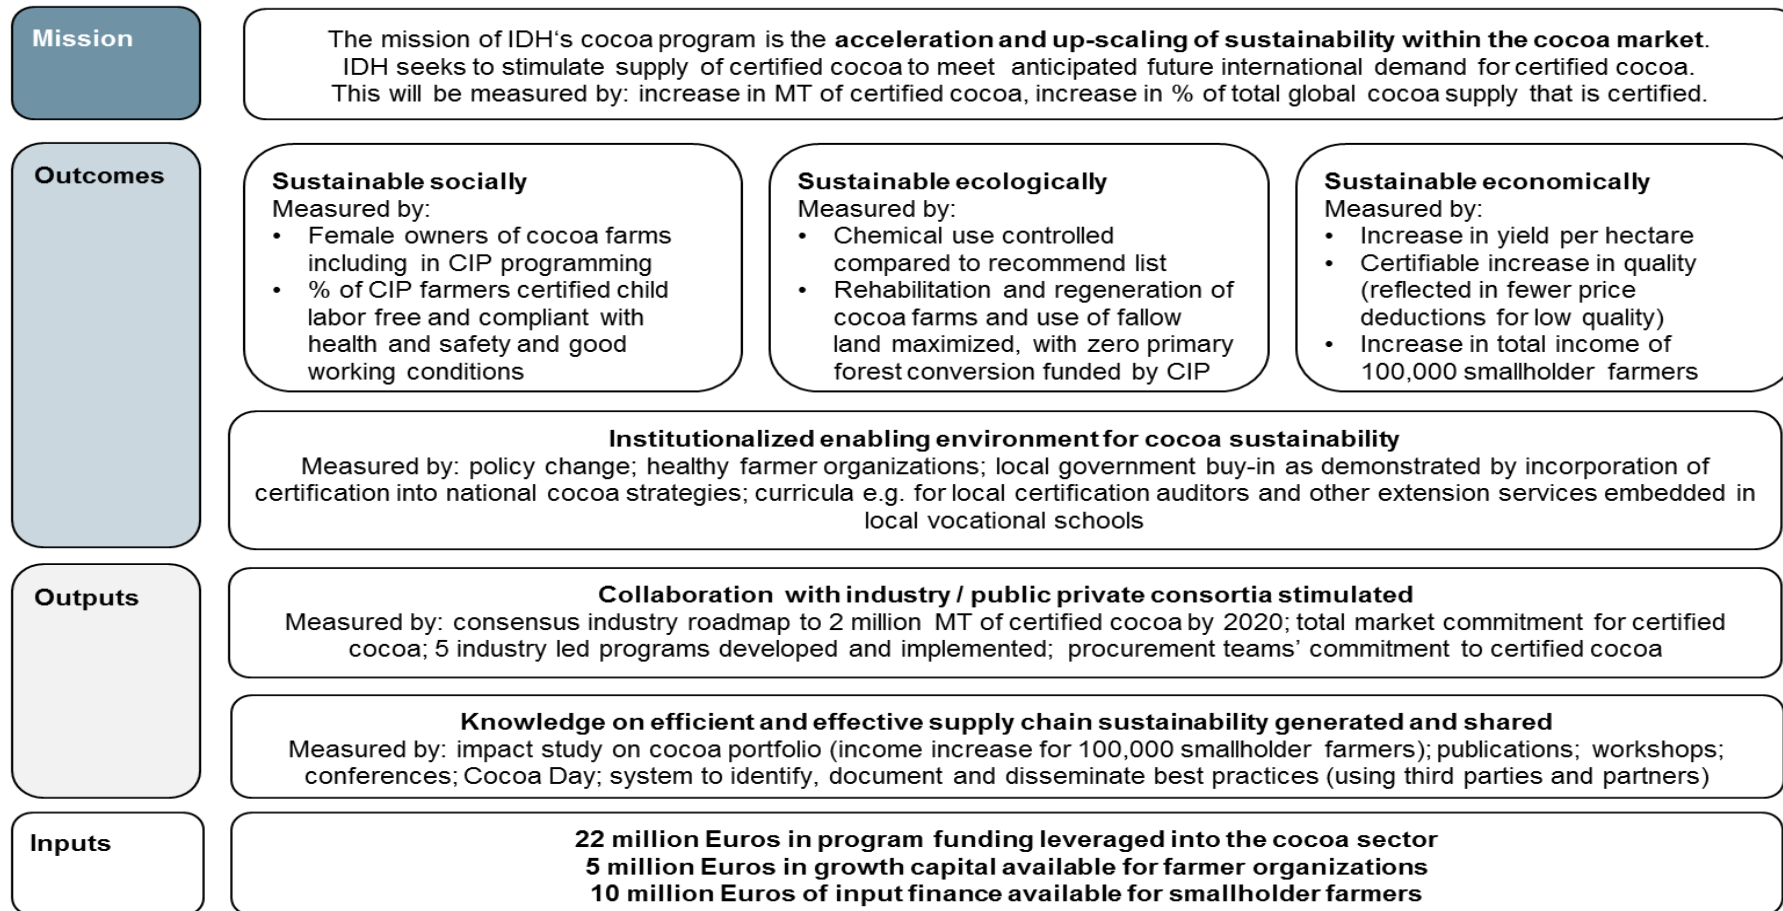 Mission
The mission of IDH‘s cocoa program is the acceleration and up-scaling of sustainability within the cocoa market.
IDH seeks to stimulate supply of certified cocoa to meet anticipated future international demand for certified cocoa.
This will be measured by: increase in MT of certified cocoa, increase in % of total global cocoa supply that is certified.
Outcomes
Sustainable socially
Measured by:
• Female owners of cocoa farms
including in CIP programming
• % of CIP farmers certified child
labor free and compliant with
health and safety and good
working conditions
Sustainable ecologically
Measured by:
• Chemical use controlled
compared to recommend list
• Rehabilitation and regeneration of
cocoa farms and use of fallow
land maximized, with zero primary
forest conversion funded by CIP
Sustainable economically
Measured by:
• Increase in yield per hectare
• Certifiable increase in quality
(reflected in fewer price
deductions for low quality)
• Increase in total income of
100,000 smallholder farmers
Institutionalized enabling environment for cocoa sustainability
Measured by: policy change; healthy farmer organizations; local government buy-in as demonstrated by incorporation of
certification into national cocoa strategies; curricula e.g. for local certification auditors and other extension services embedded in
local vocational schools
Outputs
Collaboration with industry / public private consortia stimulated
Measured by: consensus industry roadmap to 2 million MT of certified cocoa by 2020; total market commitment for certified
cocoa; 5 industry led programs developed and implemented; procurement teams’ commitment to certified cocoa
Knowledge on efficient and effective supply chain sustainability generated and shared
Measured by: impact study on cocoa portfolio (income increase for 100,000 smallholder farmers); publications; workshops;
conferences; Cocoa Day; system to identify, document and disseminate best practices (using third parties and partners)
Inputs
22 million Euros in program funding leveraged into the cocoa sector
5 million Euros in growth capital available for farmer organizations
10 million Euros of input finance available for smallholder farmers